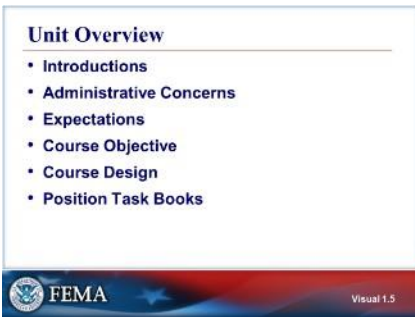 Unit Overview
• Introductions
• Administrative Concerns
• Expectations
• Course Objective
• Course Design
• Position Task Books
FEMA
Visual 1.5